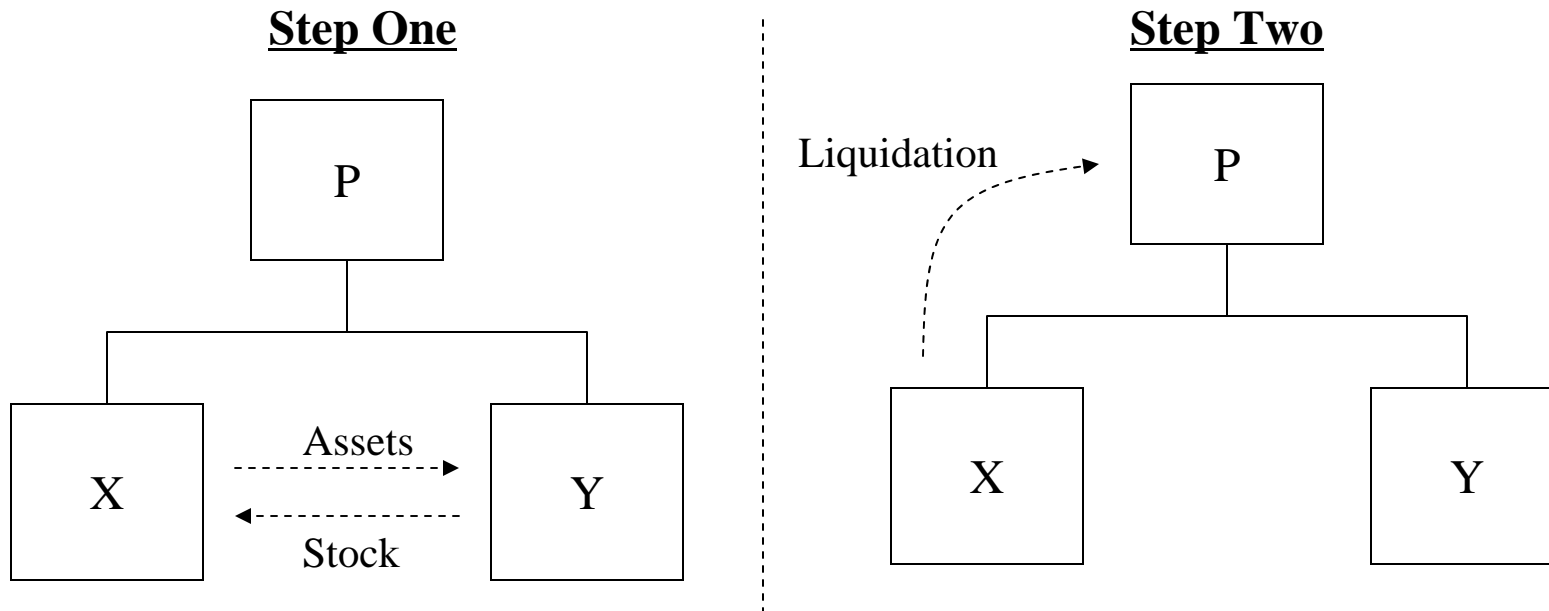 Step One
P
X
Assets
Stock
Y
Step Two
Liquidation
P
X
Y